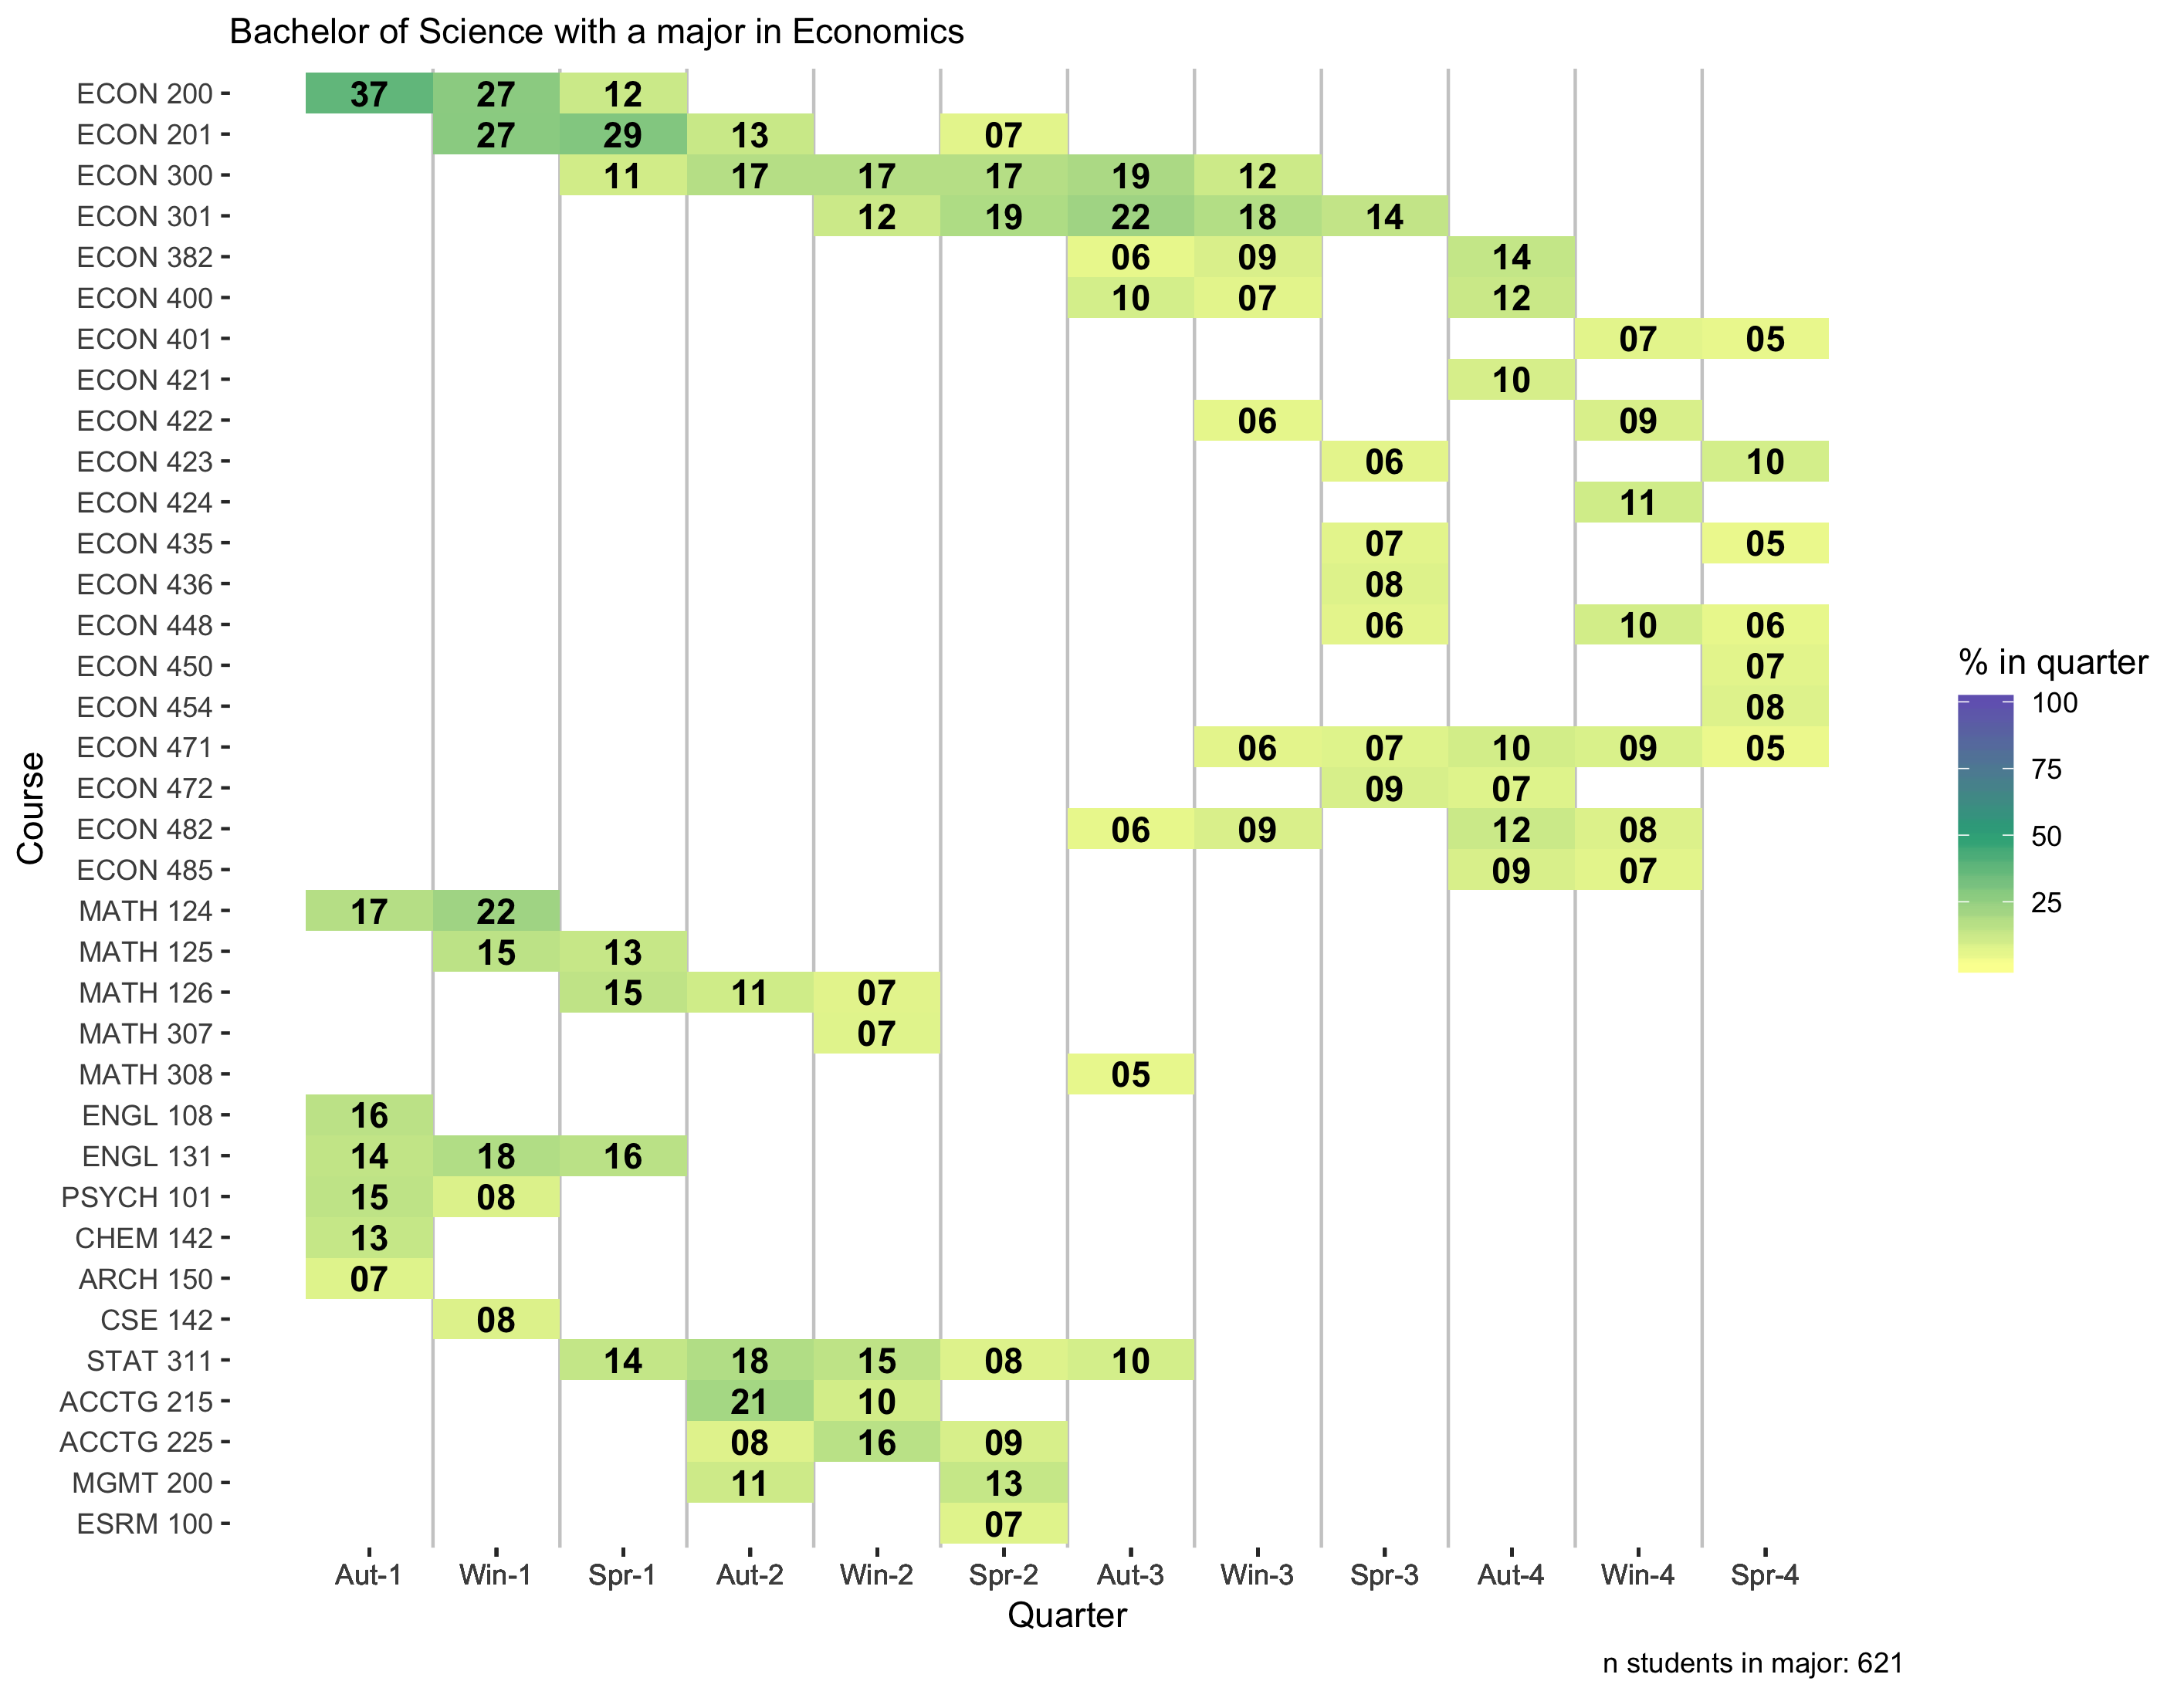 Bachelor of Science with a major in Economics
ECON 200 37 27 12
ECON 201 27 29 13 07
ECON 300 11 17 17 17 19 12
ECON 301 12 19 22 18 14
ECON 382 06 09 14
ECON 400 10 07 12
ECON 401 07 05
ECON 421 10
ECON 422 06 09
ECON 423 06 10
ECON 424 11
ECON 435 07 05
ECON 436 08
ECON 448 06 10 06
ECON 450 07
ECON 454 08
ECON 471 06 07 10 09 05
ECON 472 09 07
ECON 482 06 09 12 08
ECON 485 09 07
MATH 124 17 22
MATH 125 15 13
MATH 126 15 11 07
MATH 307 07
MATH 308 05
ENGL 108 16
ENGL 131 14 18 16
PSYCH 101 15 08
CHEM 142 13
ARCH 150 07
CSE 142 08
STAT 311 14 18 15 08 10
ACCTG 215 21 10
ACCTG 225 08 16 09
MGMT 200 11 13
ESRM 100 07
Course
Aut-1 Win-1 Spr-1 Aut-2 Win-2 Spr-2 Aut-3 Win-3 Spr-3 Aut-4 Win-4 Spr-4
Quarter
% in quarter
100
75
50
25
n students in major: 621